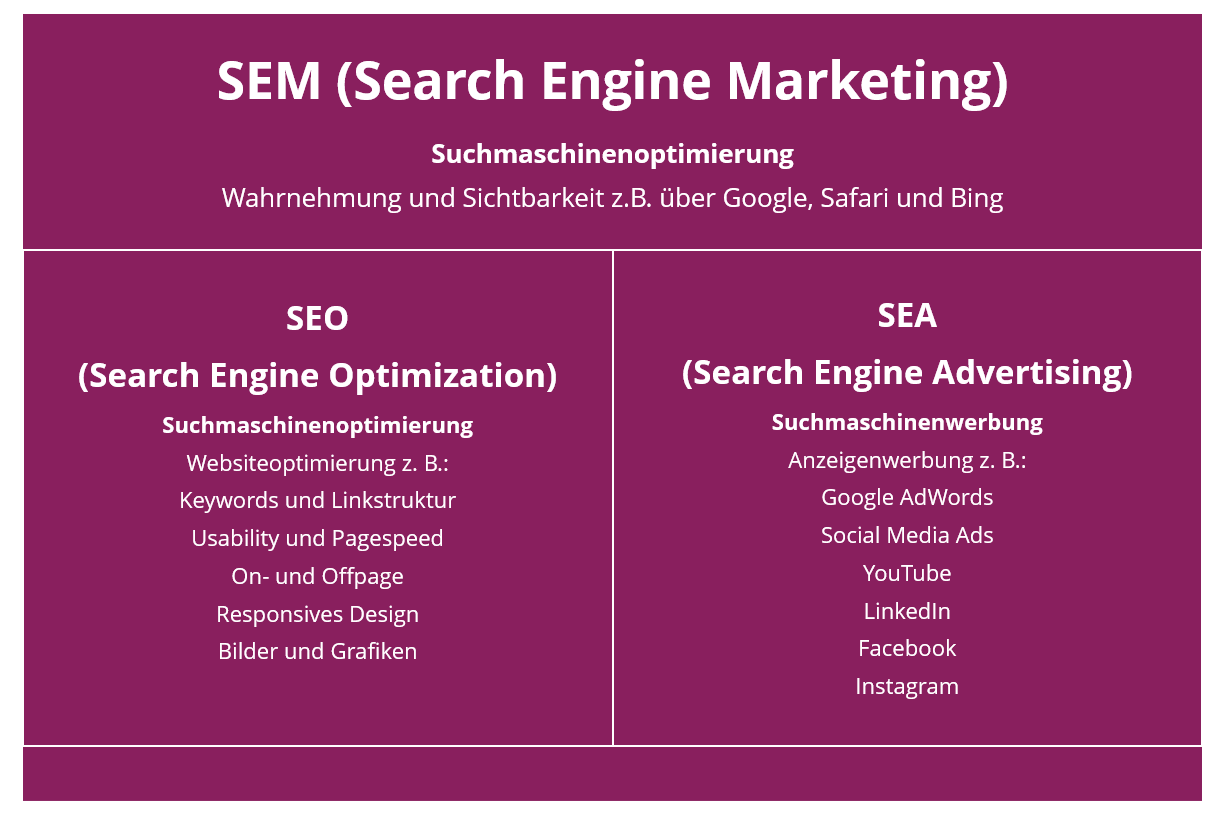 SEM (Search Engine Marketing)
Suchmaschinenoptimierung
Wahrnehmung und Sichtbarkeit z.B. über Google, Safari und Bing
SEO
(Search Engine Optimization)
Suchmaschinenoptimierung
Websiteoptimierung z. B.:
Keywords und Linkstruktur
Usability und Pagespeed
On- und Offpage
Responsives Design
Bilder und Grafiken
SEA
(Search Engine Advertising)
Suchmaschinenwerbung
Anzeigenwerbung z. B.:
Google AdWords
Social Media Ads
YouTube
LinkedIn
Facebook
Instagram